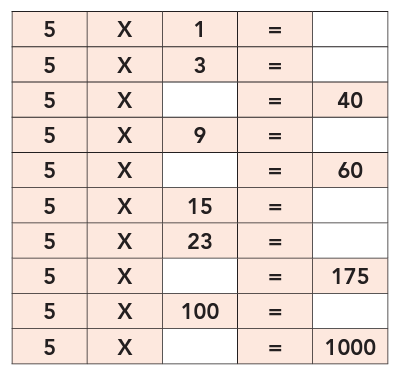 5 X 1 =
5 X 3 =
5 X = 40
5 X 9 =
5 X = 60
5 X 15 =
5 X 23 =
5 X = 175
5 X 100 =
5 X = 1000